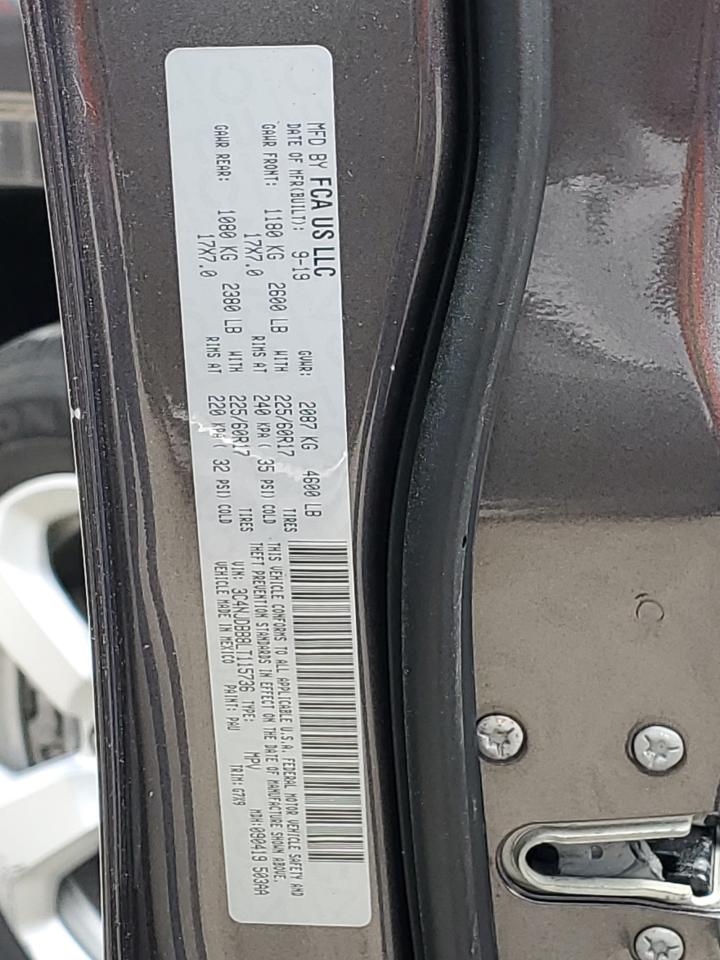 MFD BY FCA US LLC
DATE OF MFR(BUILT): 9-19 GVWR: 2087 KG 4600 LB
GAWR FRONT: 1180 KG 2600 LB WITH 225/60R17 TIRES
17X7.0 RIMS AT 240 KPA ( 35 PSI) COLD
GAWR REAR: 1080 KG 2380 LB WITH 225/60R17 TIRES
17X7.0 RIMS AT 220 KPA ( 32 PSI) COLD
THIS VEHICLE CONFORMS TO ALL APPLICABLE U.S.A. FEDERAL MOTOR VEHICLE SAFETY AND
THEFT PREVENTION STANDARDS IN EFFECT ON THE DATE OF MANUFACTURE SHOWN ABOVE.
VIN: 3C4NJDBB8LT115736 TYPE: MPV MDH:090419 503AA
VEHICLE MADE IN MEXICO PAINT: PAU TRIM: G7X9